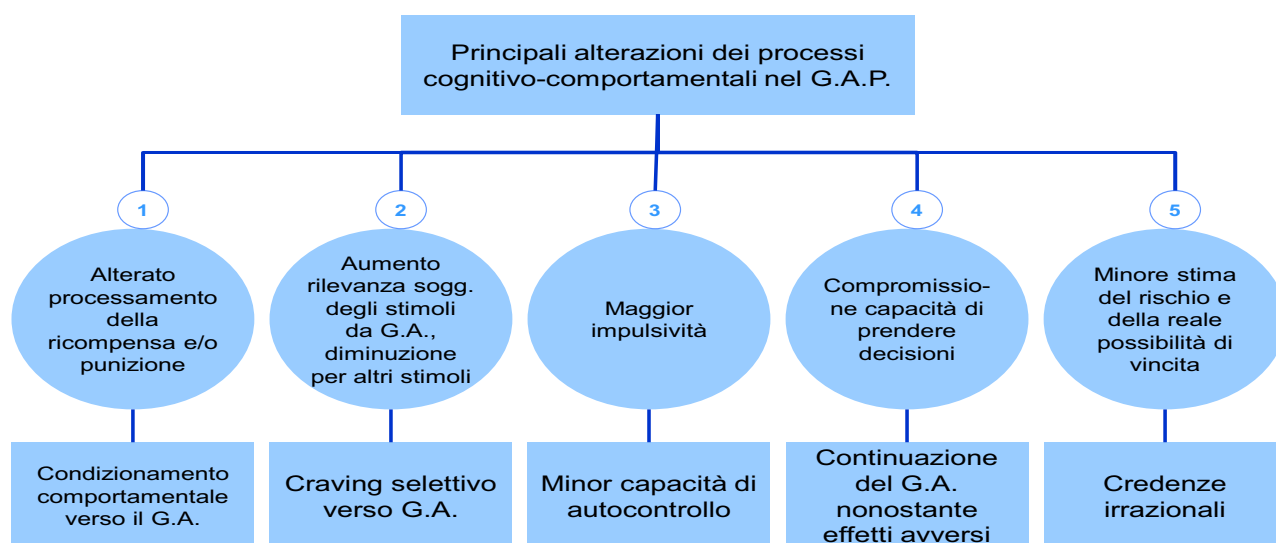 Principali alterazioni dei processi
cognitivo-comportamentali nel G.A.P.
1
Alterato
processamento
della
ricompensa e/o
punizione
Condizionamento
comportamentale
verso il G.A.
2
Aumento
rilevanza sogg.
degli stimoli
da G.A.,
diminuzione
per altri stimoli
Craving selettivo
verso G.A.
3
Maggior
impulsività
Minor capacità di
autocontrollo
4
Compromissio-
ne capacità di
prendere
decisioni
Continuazione
del G.A.
nonostante
effetti avversi
5
Minore stima
del rischio e
della reale
possibilità di
vincita
Credenze
irrazionali